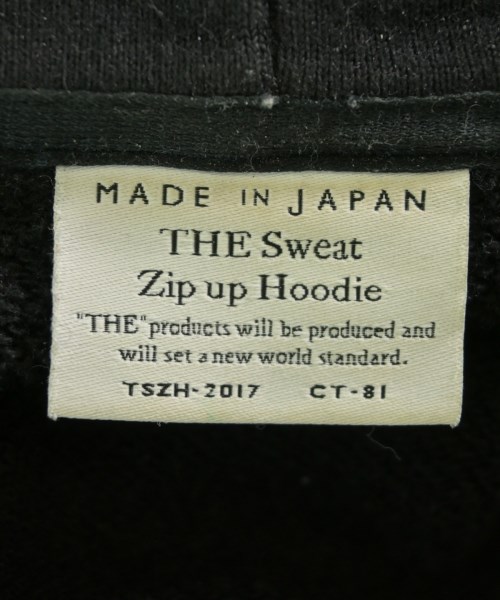 MADE IN JAPAN
THE Sweat
Zip up Hoodie
"THE"products will be produced and
will set a new world standard.
TSZH-2017 CT-81